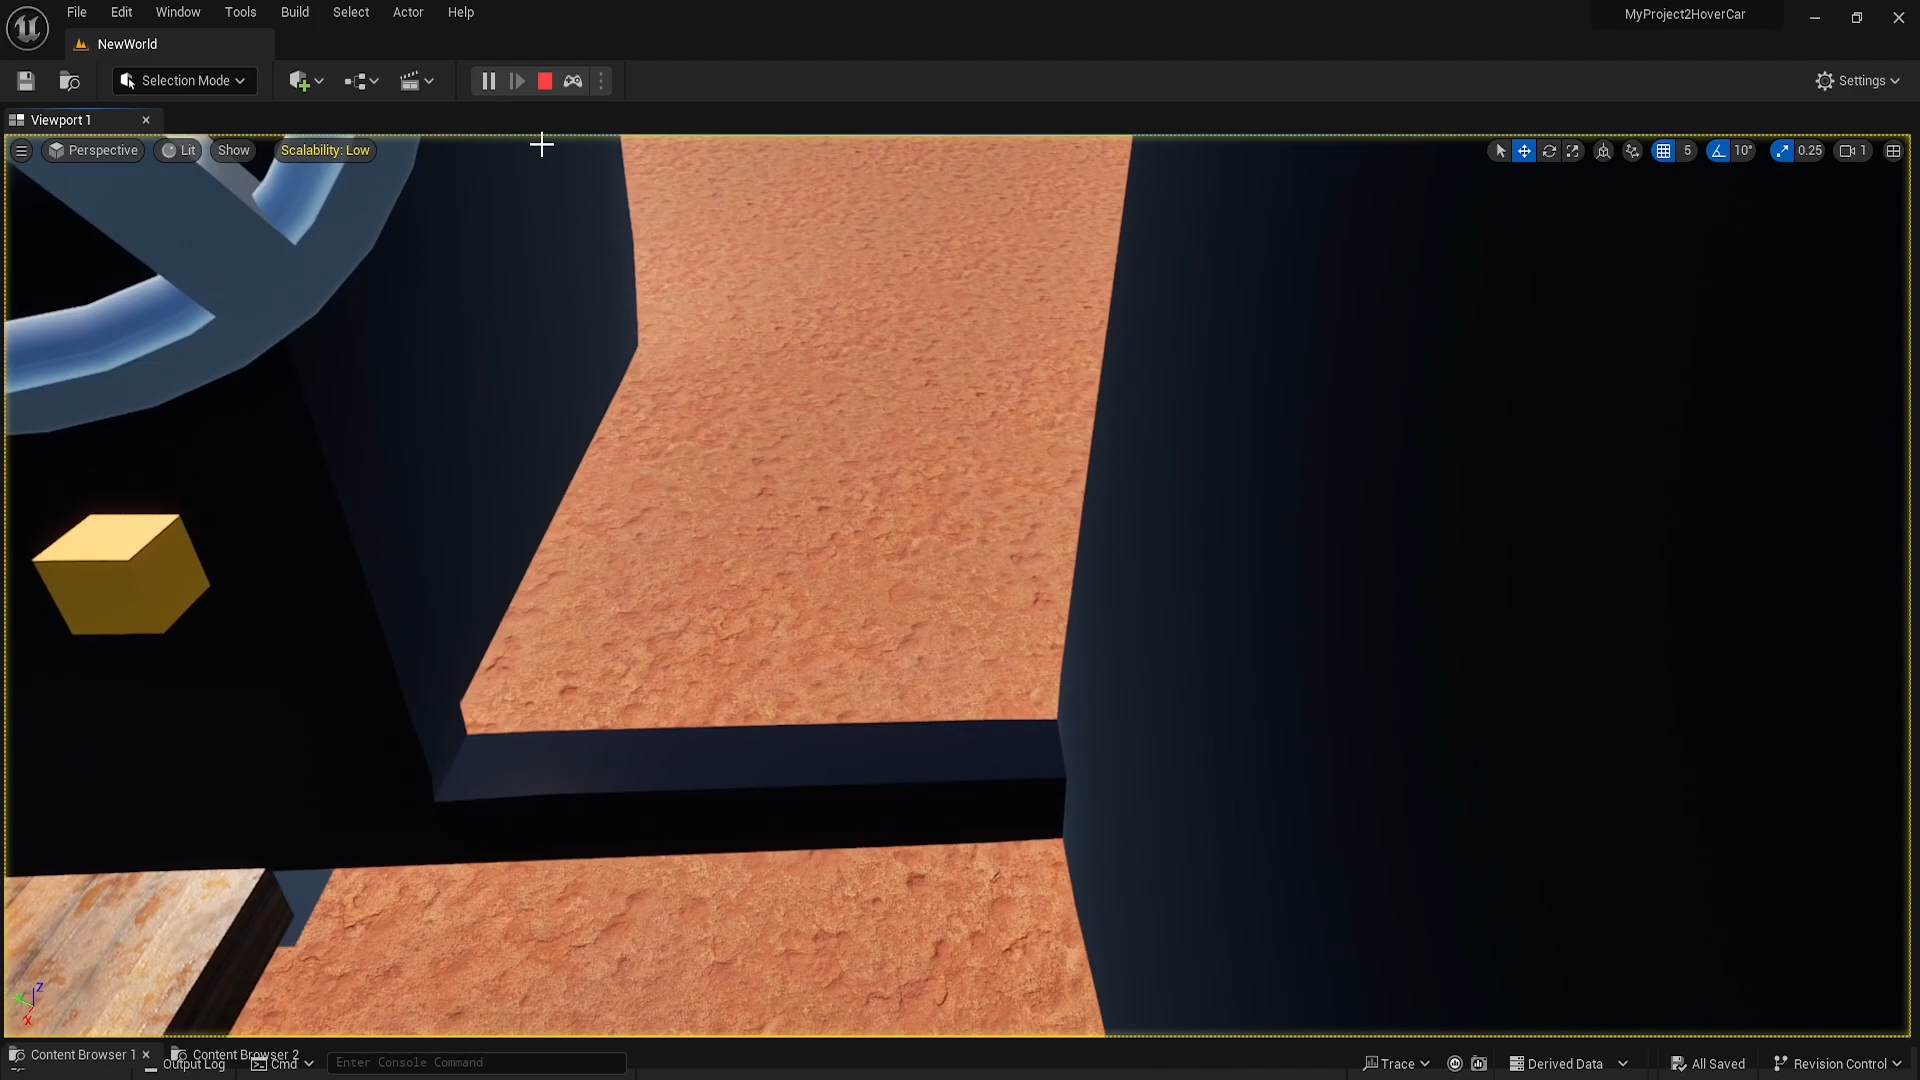 File Edit Window Tools Build Select Actor Help
MyProject2HoverCar
NewWorld
Selection Mode
Settings
Viewport 1
Perspective Lit Show Scalability: Low 5 10° 0.25 1
Z
X
Content Browser 1 Content Browser 2
Output Log Cmd Enter Console Command Trace Derived Data All Saved Revision Control